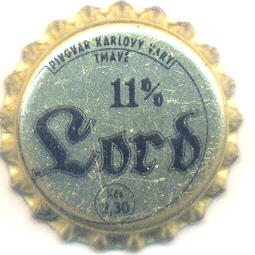 PIVOVAR KARLOVY VARY
TMAVÉ
11%
Lord
Kčs
2,30